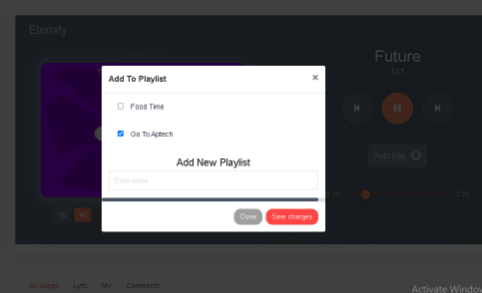 Eternity
Future
TXT
Add To Playlist ×
Food Time
Go To Aptech
Add New Playlist
Enter name
Close Save changes
Auto play
All songs Lyric MV Comments
Activate Window